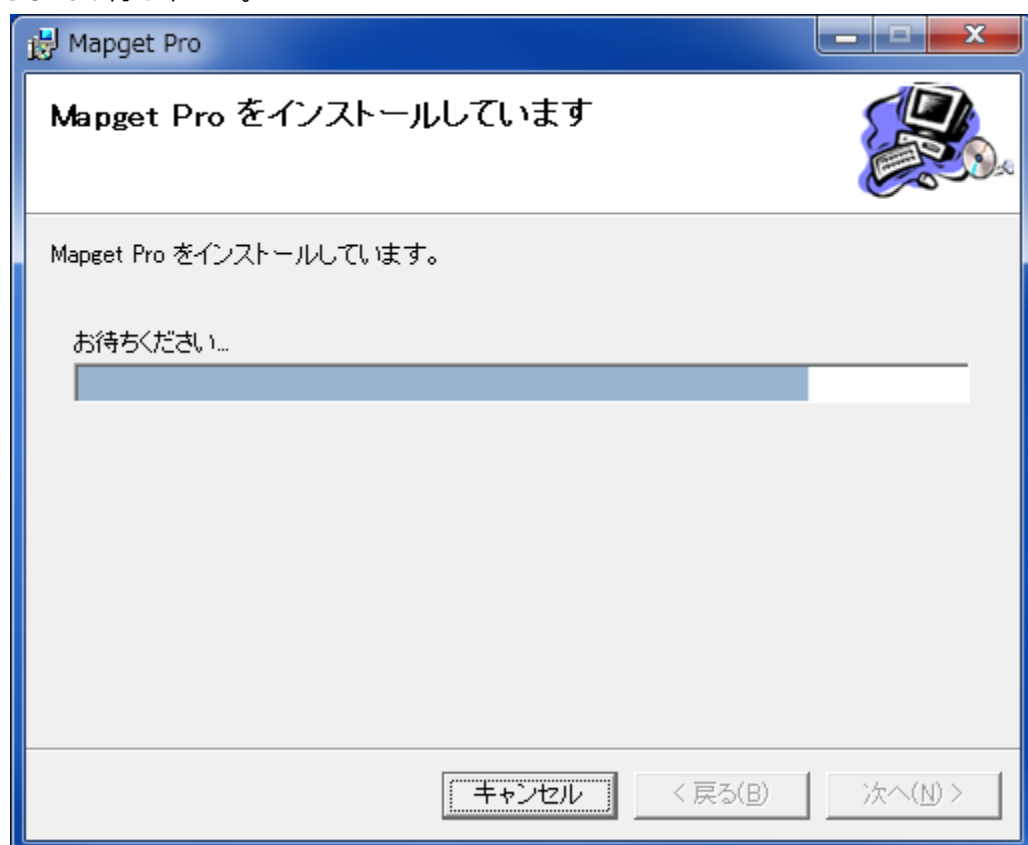 Mapget Pro
Mapget Pro をインストールしています
Mapget Pro をインストールしています。
お待ちください...
キャンセル
< 戻る(B)
次へ(N) >